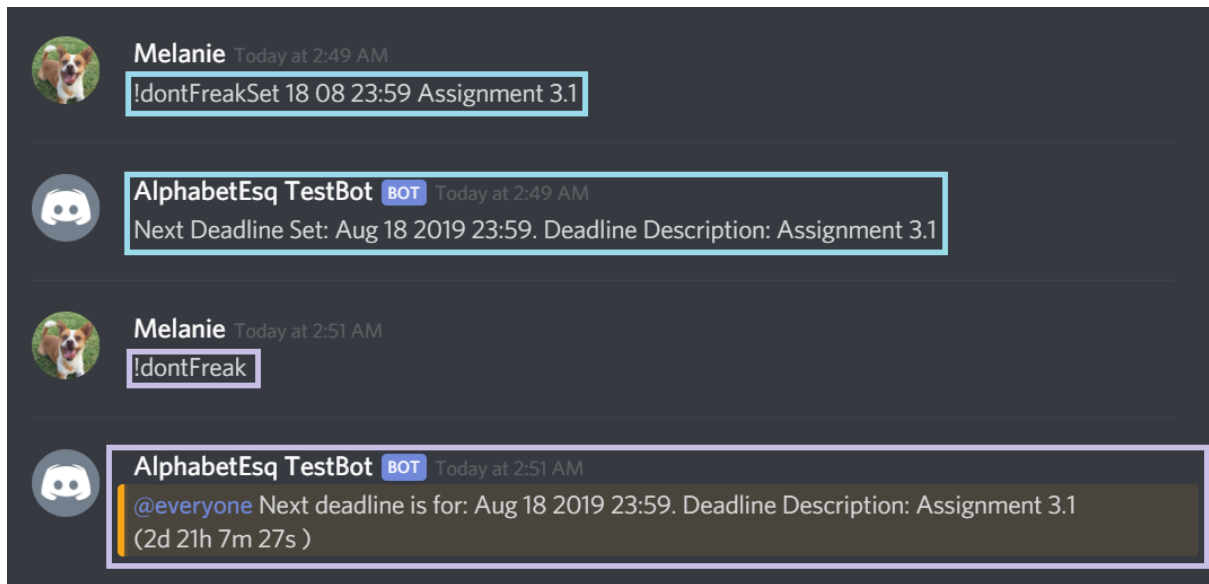 Melanie Today at 2:49 AM
!dontFreakSet 18 08 23:59 Assignment 3.1
AlphabetEsq TestBot BOT Today at 2:49 AM
Next Deadline Set: Aug 18 2019 23:59. Deadline Description: Assignment 3.1
Melanie Today at 2:51 AM
!dontFreak
AlphabetEsq TestBot BOT Today at 2:51 AM
@everyone Next deadline is for: Aug 18 2019 23:59. Deadline Description: Assignment 3.1
(2d 21h 7m 27s )